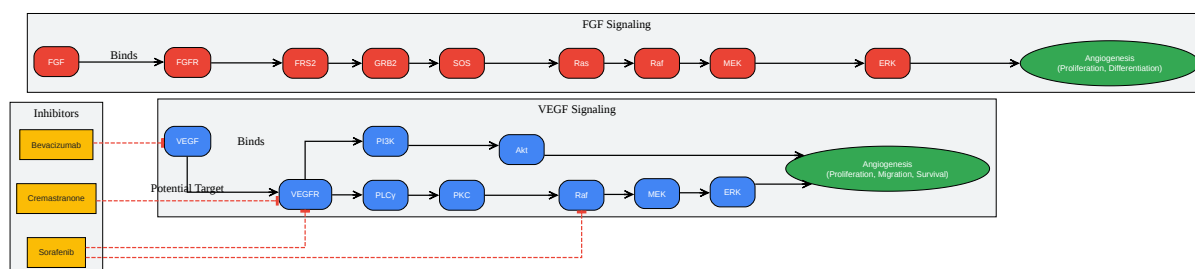 FGF Signaling
FGF
Binds
FGFR
FRS2
GRB2
SOS
Ras
Raf
MEK
ERK
Angiogenesis
(Proliferation, Differentiation)
Inhibitors
Bevacizumab
Cremastranone
Sorafenib
VEGF Signaling
VEGF
Binds
PI3K
Akt
Potential Target
VEGFR
PLCγ
PKC
Raf
MEK
ERK
Angiogenesis
(Proliferation, Migration, Survival)